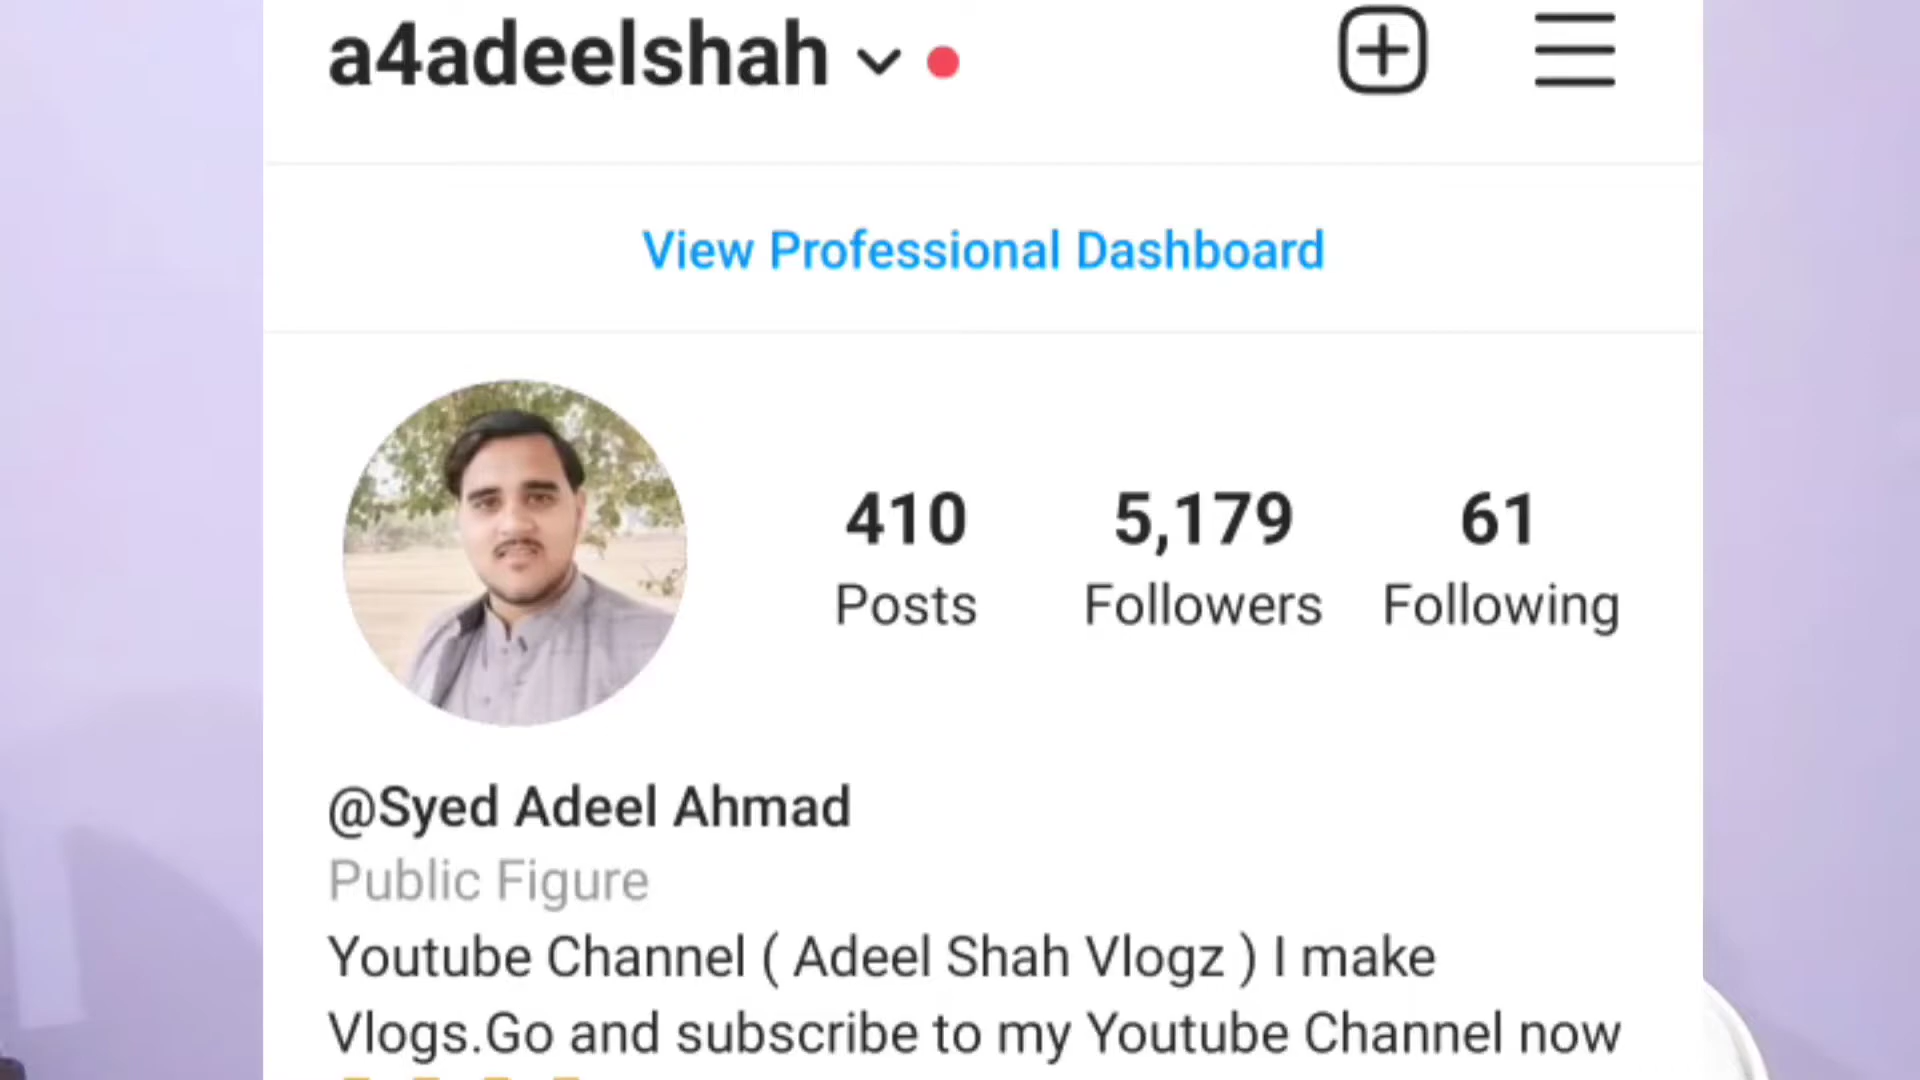 a4adeelshah
View Professional Dashboard
410 5,179 61
Posts Followers Following
@Syed Adeel Ahmad
Public Figure
Youtube Channel ( Adeel Shah Vlogz ) I make
Vlogs.Go and subscribe to my Youtube Channel now